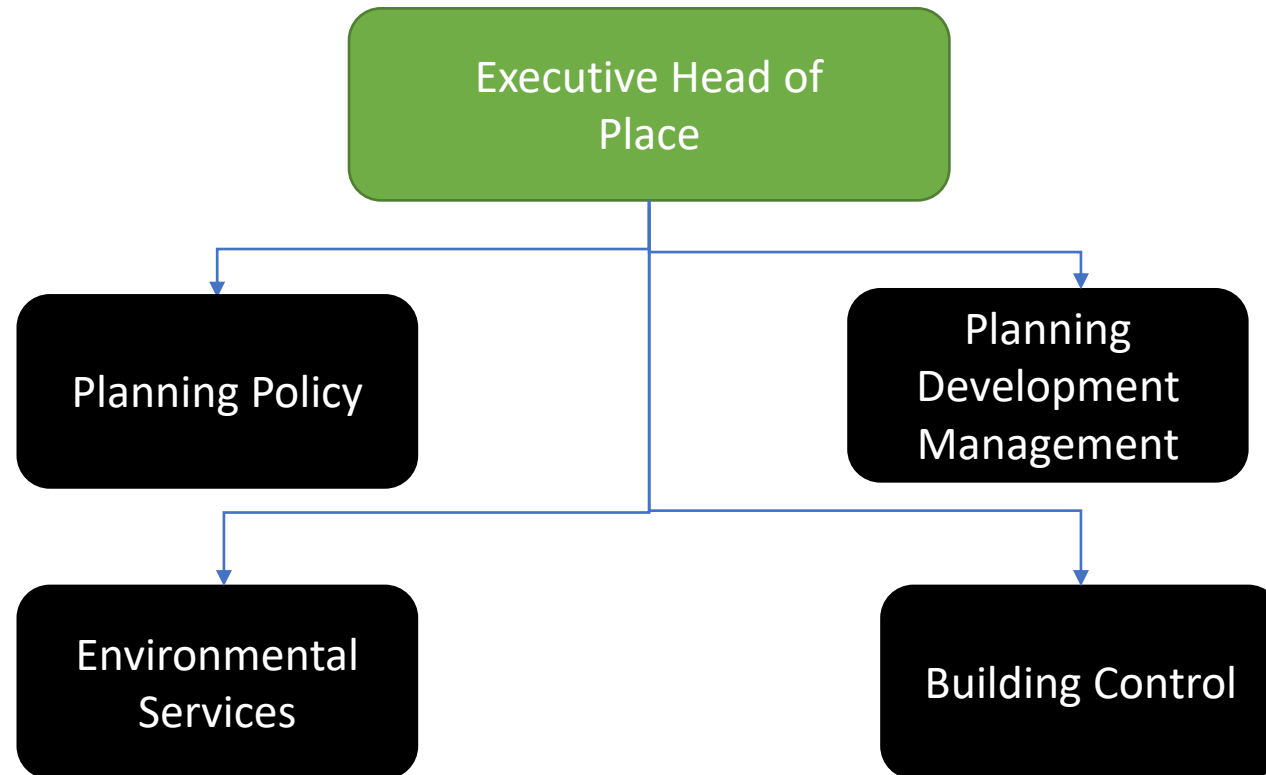 Executive Head of
Place
Planning Policy
Planning
Development
Management
Environmental
Services
Building Control